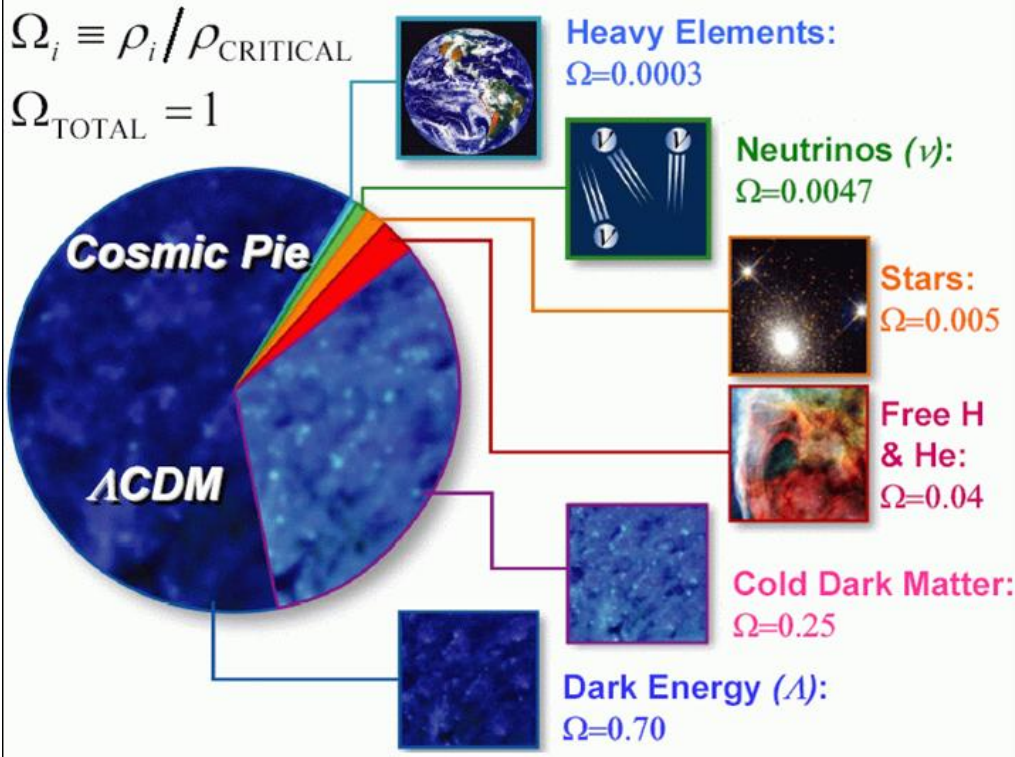 Ωᵢ ≡ ρᵢ/ρCRITICAL
ΩTOTAL = 1
Cosmic Pie
ΛCDM
Heavy Elements:
Ω=0.0003
ν
ν
ν
Neutrinos (ν):
Ω=0.0047
Stars:
Ω=0.005
Free H
& He:
Ω=0.04
Cold Dark Matter:
Ω=0.25
Dark Energy (Λ):
Ω=0.70